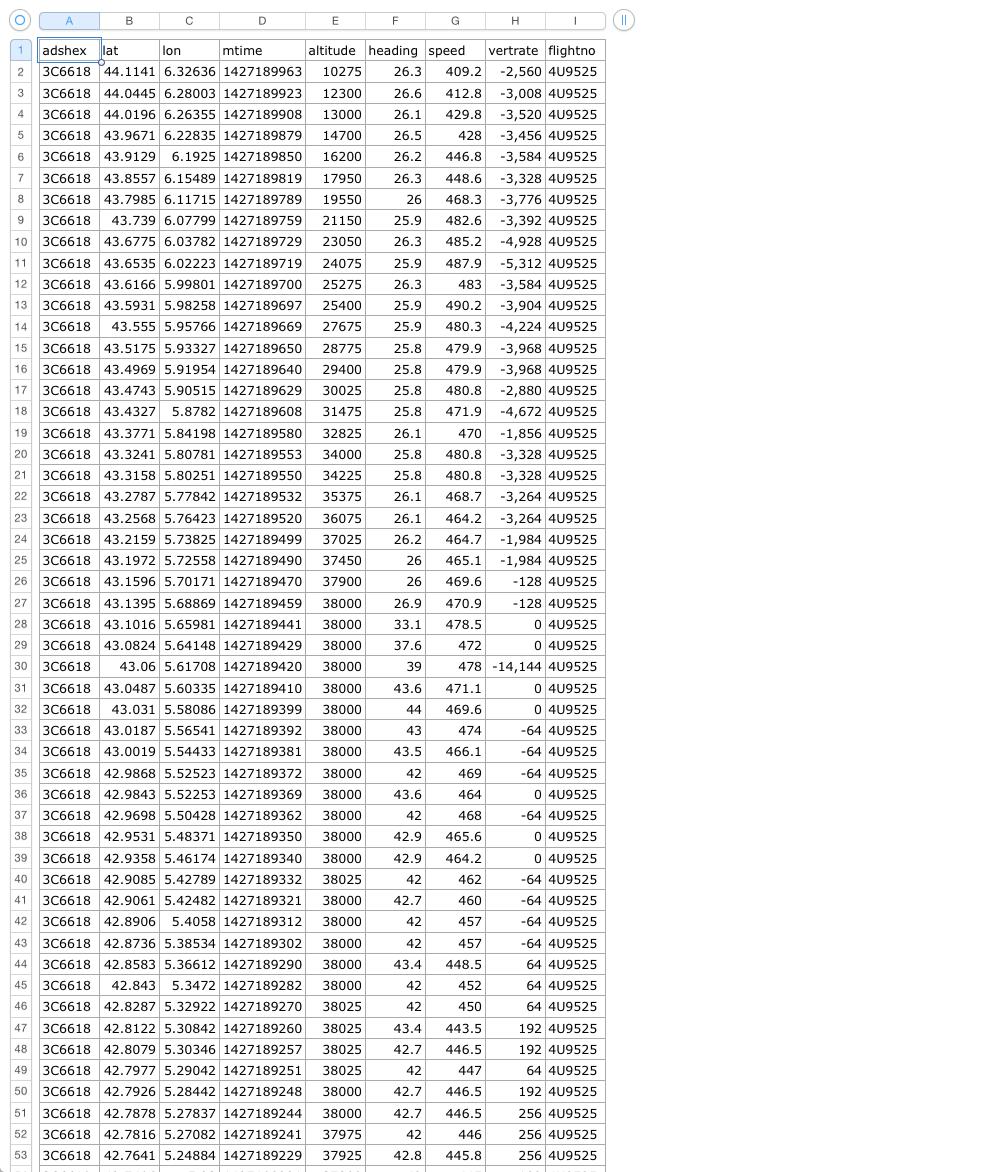 A B C D E F G H I
1 adshex lat lon mtime altitude heading speed vertrate flightno
2 3C6618 44.1141 6.32636 1427189963 10275 26.3 409.2 -2,560 4U9525
3 3C6618 44.0445 6.28003 1427189923 12300 26.6 412.8 -3,008 4U9525
4 3C6618 44.0196 6.26355 1427189908 13000 26.1 429.8 -3,520 4U9525
5 3C6618 43.9671 6.22835 1427189879 14700 26.5 428 -3,456 4U9525
6 3C6618 43.9129 6.1925 1427189850 16200 26.2 446.8 -3,584 4U9525
7 3C6618 43.8557 6.15489 1427189819 17950 26.3 448.6 -3,328 4U9525
8 3C6618 43.7985 6.11715 1427189789 19550 26 468.3 -3,776 4U9525
9 3C6618 43.739 6.07799 1427189759 21150 25.9 482.6 -3,392 4U9525
10 3C6618 43.6775 6.03782 1427189729 23050 26.3 485.2 -4,928 4U9525
11 3C6618 43.6535 6.02223 1427189719 24075 25.9 487.9 -5,312 4U9525
12 3C6618 43.6166 5.99801 1427189700 25275 26.3 483 -3,584 4U9525
13 3C6618 43.5931 5.98258 1427189697 25400 25.9 490.2 -3,904 4U9525
14 3C6618 43.555 5.95766 1427189669 27675 25.9 480.3 -4,224 4U9525
15 3C6618 43.5175 5.93327 1427189650 28775 25.8 479.9 -3,968 4U9525
16 3C6618 43.4969 5.91954 1427189640 29400 25.8 479.9 -3,968 4U9525
17 3C6618 43.4743 5.90515 1427189629 30025 25.8 480.8 -2,880 4U9525
18 3C6618 43.4327 5.8782 1427189608 31475 25.8 471.9 -4,672 4U9525
19 3C6618 43.3771 5.84198 1427189580 32825 26.1 470 -1,856 4U9525
20 3C6618 43.3241 5.80781 1427189553 34000 25.8 480.8 -3,328 4U9525
21 3C6618 43.3158 5.80251 1427189550 34225 25.8 480.8 -3,328 4U9525
22 3C6618 43.2787 5.77842 1427189532 35375 26.1 468.7 -3,264 4U9525
23 3C6618 43.2568 5.76423 1427189520 36075 26.1 464.2 -3,264 4U9525
24 3C6618 43.2159 5.73825 1427189499 37025 26.2 464.7 -1,984 4U9525
25 3C6618 43.1972 5.72558 1427189490 37450 26 465.1 -1,984 4U9525
26 3C6618 43.1596 5.70171 1427189470 37900 26 469.6 -128 4U9525
27 3C6618 43.1395 5.68869 1427189459 38000 26.9 470.9 -128 4U9525
28 3C6618 43.1016 5.65981 1427189441 38000 33.1 478.5 0 4U9525
29 3C6618 43.0824 5.64148 1427189429 38000 37.6 472 0 4U9525
30 3C6618 43.06 5.61708 1427189420 38000 39 478 -14,144 4U9525
31 3C6618 43.0487 5.60335 1427189410 38000 43.6 471.1 0 4U9525
32 3C6618 43.031 5.58086 1427189399 38000 44 469.6 0 4U9525
33 3C6618 43.0187 5.56541 1427189392 38000 43 474 -64 4U9525
34 3C6618 43.0019 5.54433 1427189381 38000 43.5 466.1 -64 4U9525
35 3C6618 42.9868 5.52523 1427189372 38000 42 469 -64 4U9525
36 3C6618 42.9843 5.52253 1427189369 38000 43.6 464 0 4U9525
37 3C6618 42.9698 5.50428 1427189362 38000 42 468 -64 4U9525
38 3C6618 42.9531 5.48371 1427189350 38000 42.9 465.6 0 4U9525
39 3C6618 42.9358 5.46174 1427189340 38000 42.9 464.2 0 4U9525
40 3C6618 42.9085 5.42789 1427189332 38025 42 462 -64 4U9525
41 3C6618 42.9061 5.42482 1427189321 38000 42.7 460 -64 4U9525
42 3C6618 42.8906 5.4058 1427189312 38000 42 457 -64 4U9525
43 3C6618 42.8736 5.38534 1427189302 38000 42 457 -64 4U9525
44 3C6618 42.8583 5.36612 1427189290 38000 43.4 448.5 64 4U9525
45 3C6618 42.843 5.3472 1427189282 38000 42 452 64 4U9525
46 3C6618 42.8287 5.32922 1427189270 38025 42 450 64 4U9525
47 3C6618 42.8122 5.30842 1427189260 38025 43.4 443.5 192 4U9525
48 3C6618 42.8079 5.30346 1427189257 38025 42.7 446.5 192 4U9525
49 3C6618 42.7977 5.29042 1427189251 38025 42 447 64 4U9525
50 3C6618 42.7926 5.28442 1427189248 38000 42.7 446.5 192 4U9525
51 3C6618 42.7878 5.27837 1427189244 38000 42.7 446.5 256 4U9525
52 3C6618 42.7816 5.27082 1427189241 37975 42 446 256 4U9525
53 3C6618 42.7641 5.24884 1427189229 37925 42.8 445.8 256 4U9525